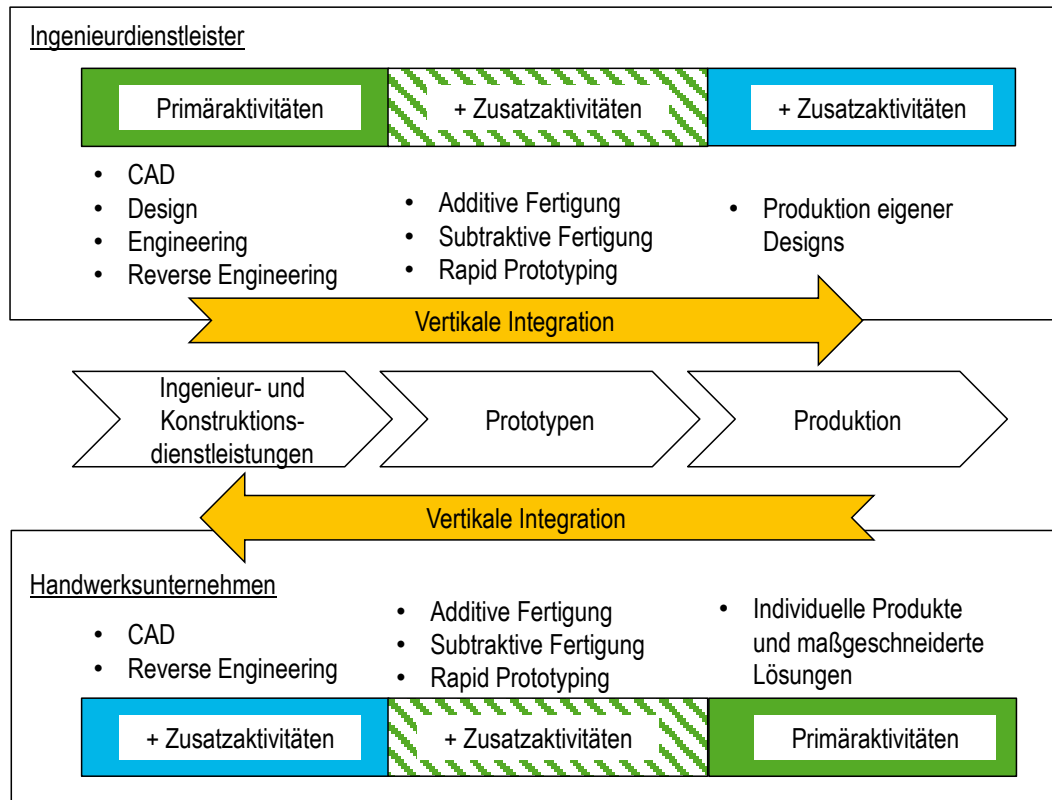 Ingenieurdienstleister
Primäraktivitäten
+ Zusatzaktivitäten
+ Zusatzaktivitäten
• CAD
• Design
• Engineering
• Reverse Engineering
• Additive Fertigung
• Subtraktive Fertigung
• Rapid Prototyping
• Produktion eigener
Designs
Vertikale Integration
Ingenieur- und
Konstruktions-
dienstleistungen
Prototypen
Produktion
Vertikale Integration
Handwerksunternehmen
• CAD
• Reverse Engineering
• Additive Fertigung
• Subtraktive Fertigung
• Rapid Prototyping
• Individuelle Produkte
und maßgeschneiderte
Lösungen
+ Zusatzaktivitäten
+ Zusatzaktivitäten
Primäraktivitäten